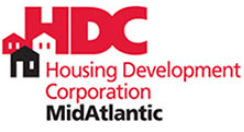 HDC
Housing Development
Corporation
MidAtlantic